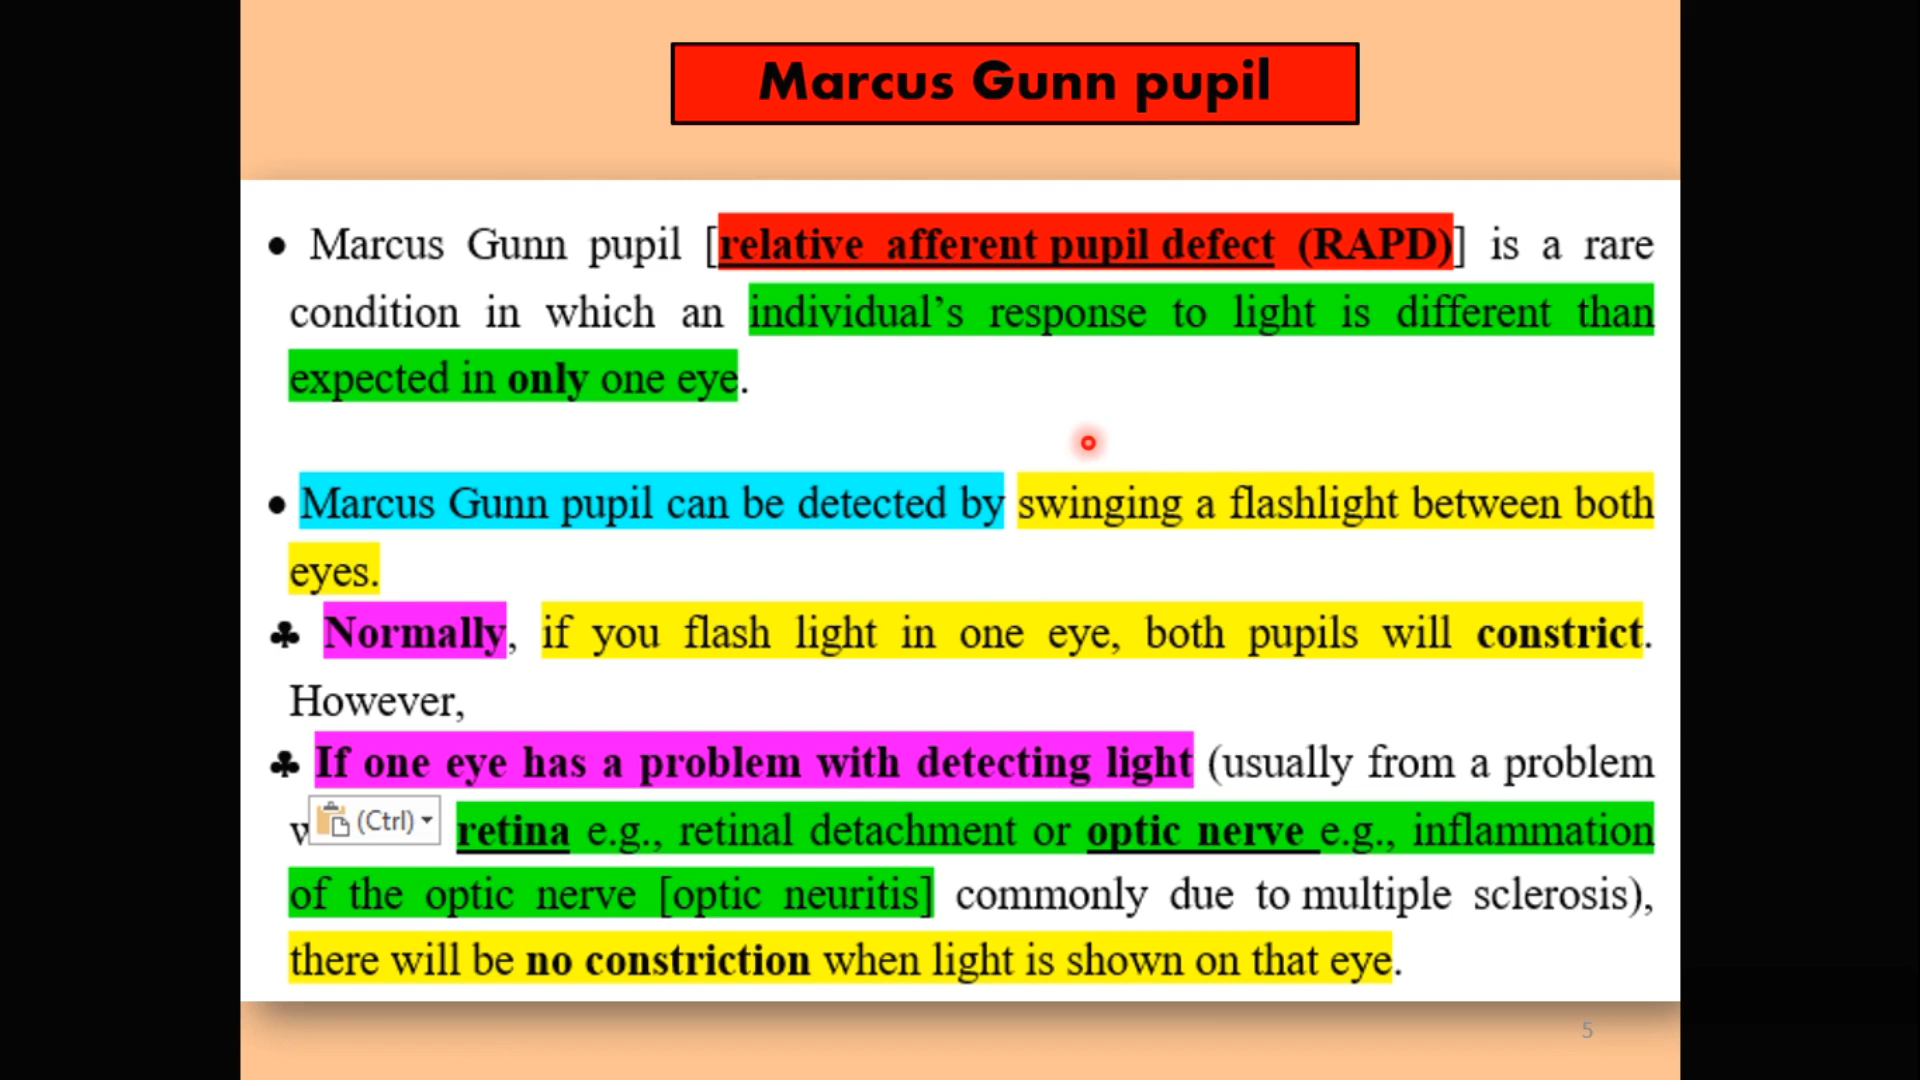 Marcus Gunn pupil
• Marcus Gunn pupil [relative afferent pupil defect (RAPD)] is a rare
condition in which an individual’s response to light is different than
expected in only one eye.
• Marcus Gunn pupil can be detected by swinging a flashlight between both
eyes.
♣ Normally, if you flash light in one eye, both pupils will constrict.
However,
♣ If one eye has a problem with detecting light (usually from a problem
(Ctrl) retina e.g., retinal detachment or optic nerve e.g., inflammation
of the optic nerve [optic neuritis] commonly due to multiple sclerosis),
there will be no constriction when light is shown on that eye.
5